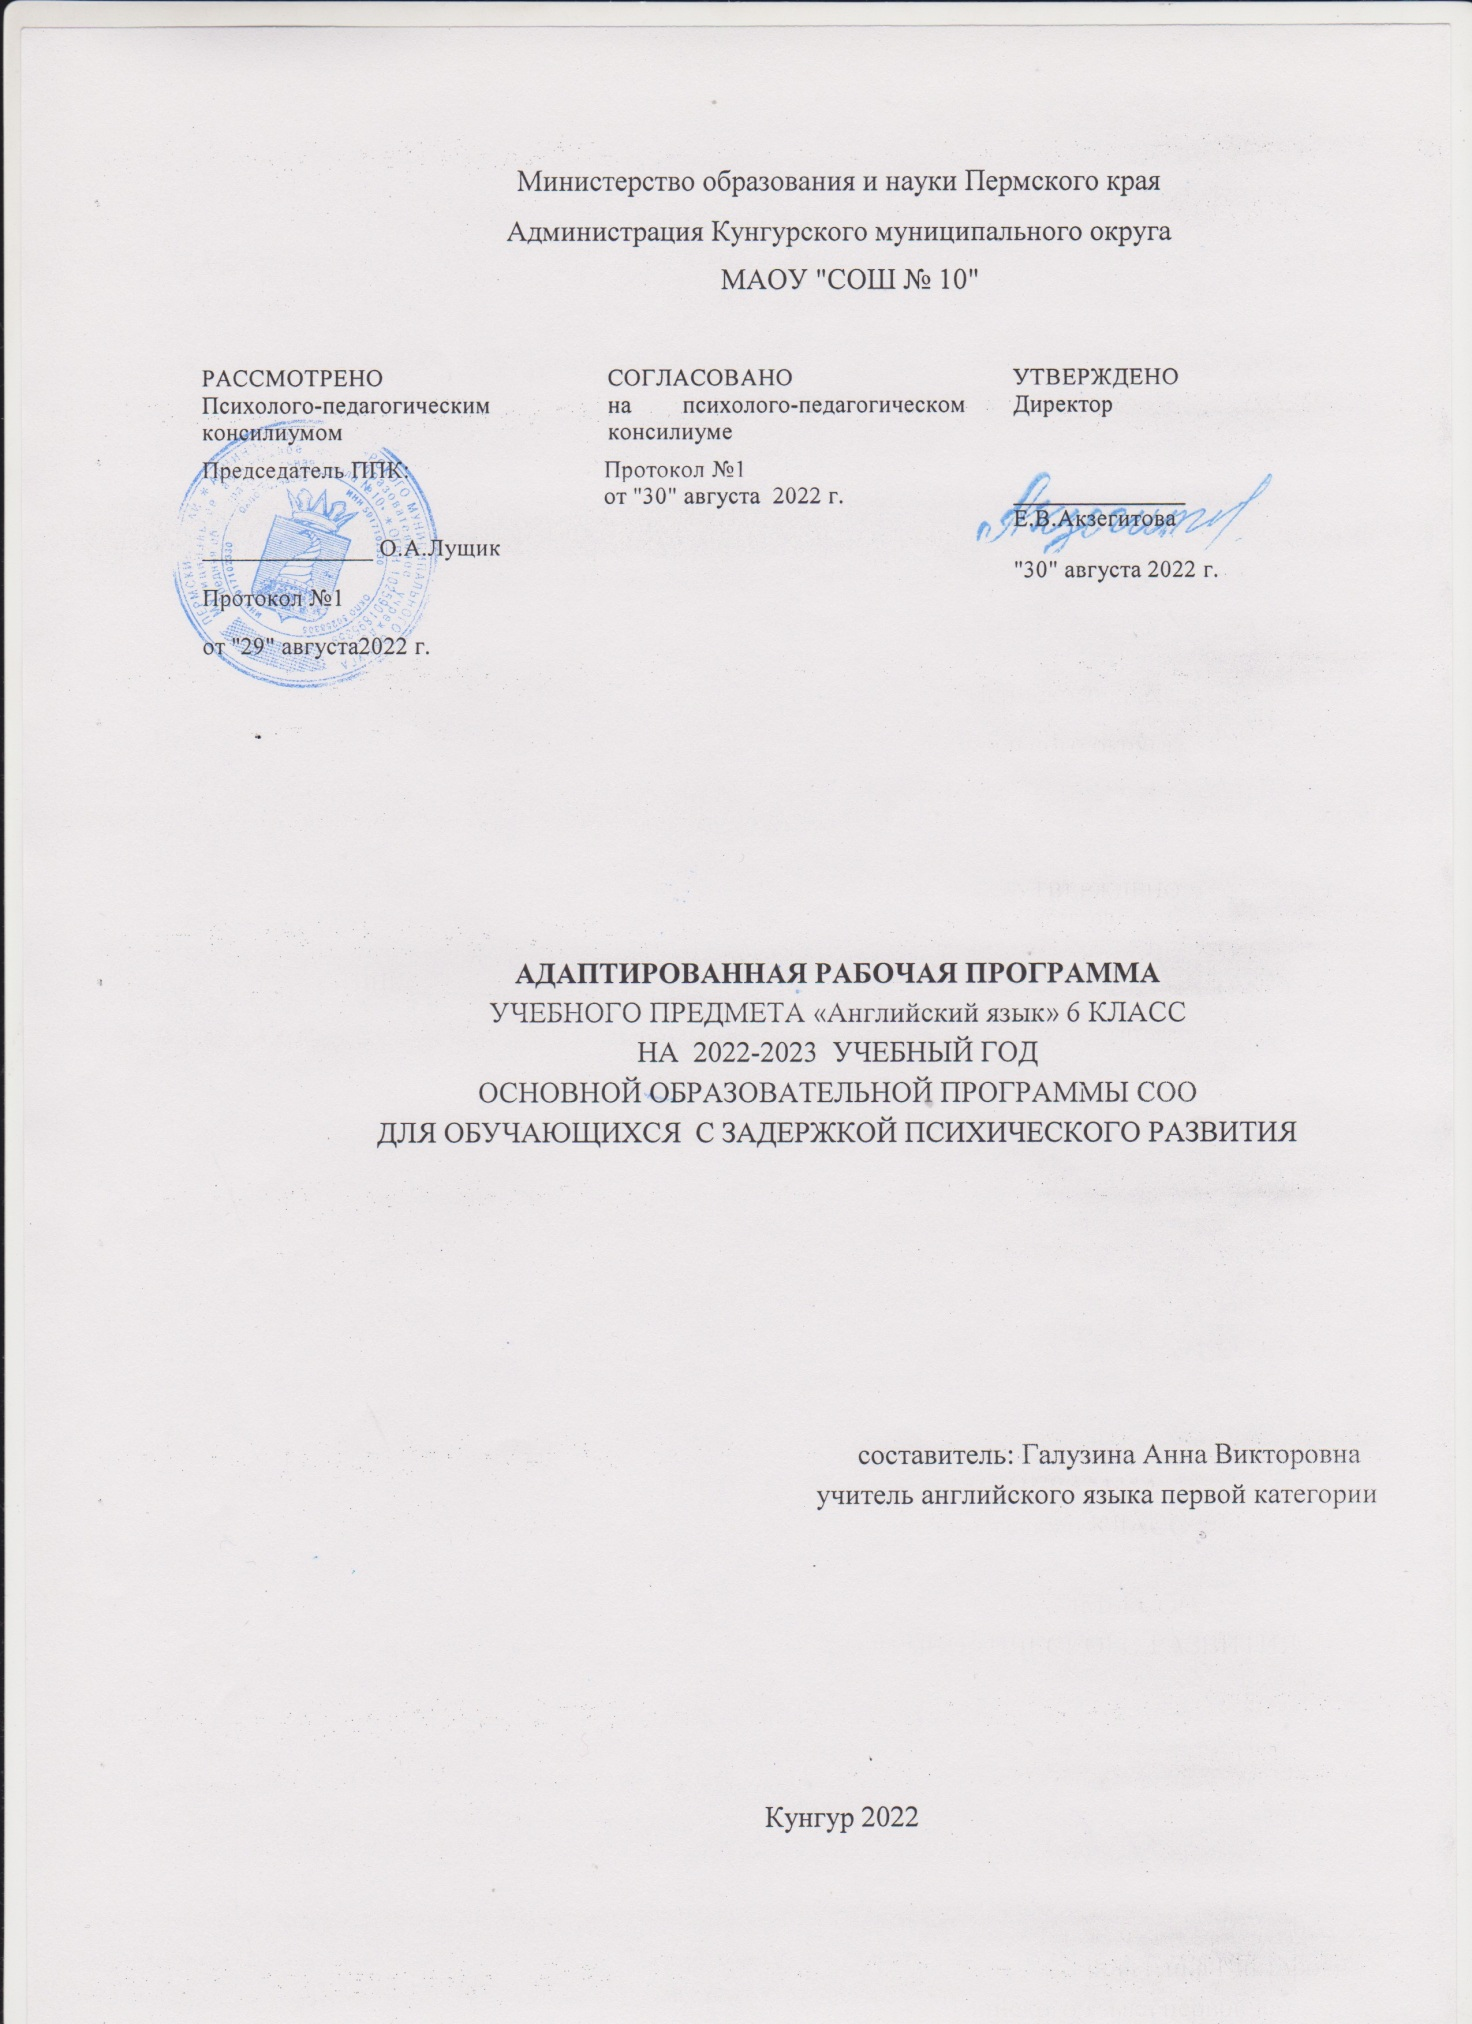 Министерство образования и науки Пермского края
Администрация Кунгурского муниципального округа
МАОУ "СОШ № 10"
РАССМОТРЕНО
Психолого-педагогическим
консилиумом
Председатель ППК:
О.А.Лущик
Протокол №1
от "29" августа2022 г.
СОГЛАСОВАНО
на психолого-педагогическом
консилиуме
Протокол №1
от "30" августа 2022 г.
УТВЕРЖДЕНО
Директор
Е.В.Акзегитова
"30" августа 2022 г.
АДАПТИРОВАННАЯ РАБОЧАЯ ПРОГРАММА
УЧЕБНОГО ПРЕДМЕТА «Английский язык» 6 КЛАСС
НА 2022-2023 УЧЕБНЫЙ ГОД
ОСНОВНОЙ ОБРАЗОВАТЕЛЬНОЙ ПРОГРАММЫ СОО
ДЛЯ ОБУЧАЮЩИХСЯ С ЗАДЕРЖКОЙ ПСИХИЧЕСКОГО РАЗВИТИЯ
составитель: Галузина Анна Викторовна
учитель английского языка первой категории
Кунгур 2022